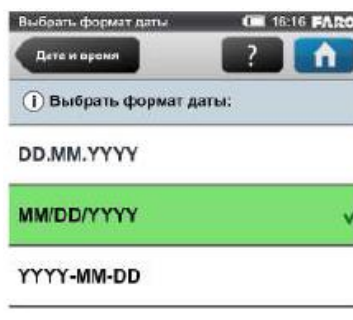 Выбрать формат даты 16:16 FARO
Дата и время ?
i Выбрать формат даты:
DD.MM.YYYY
MM/DD/YYYY
YYYY-MM-DD